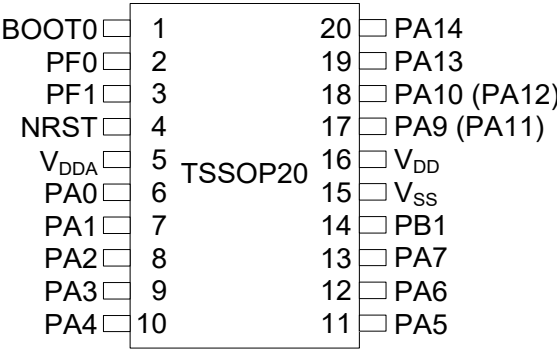 BOOT0 1 20 PA14
PF0 2 19 PA13
PF1 3 18 PA10 (PA12)
NRST 4 17 PA9 (PA11)
VDDA 5 16 VDD
TSSOP20
PA0 6 15 VSS
PA1 7 14 PB1
PA2 8 13 PA7
PA3 9 12 PA6
PA4 10 11 PA5